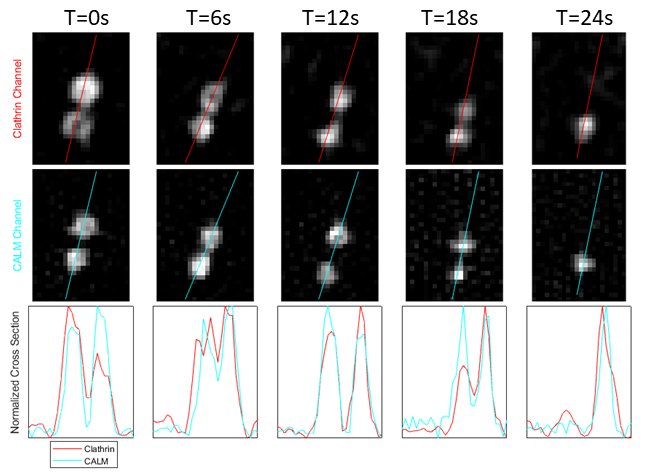 T=0s T=6s T=12s T=18s T=24s
Clathrin Channel
CALM Channel
Normalized Cross Section
Clathrin
CALM